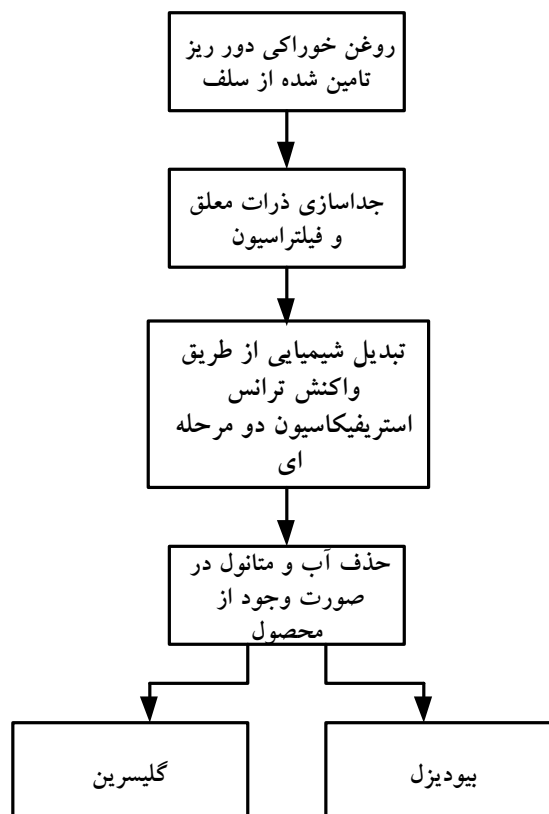 روغن خوراکی دور ریز
تامین شده از سلف
جداسازی ذرات معلق
و فیلتراسیون
تبدیل شیمیایی از طریق
واکنش ترانس
استریفیکاسیون دو مرحله
ای
حذف آب و متانول در
صورت وجود از
محصول
بیودیزل
گلیسرین